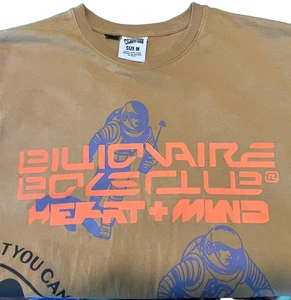 SIZE M
BILLIONAIRE
BOYS CLUB®
HEART + MIND
T YOU CAN